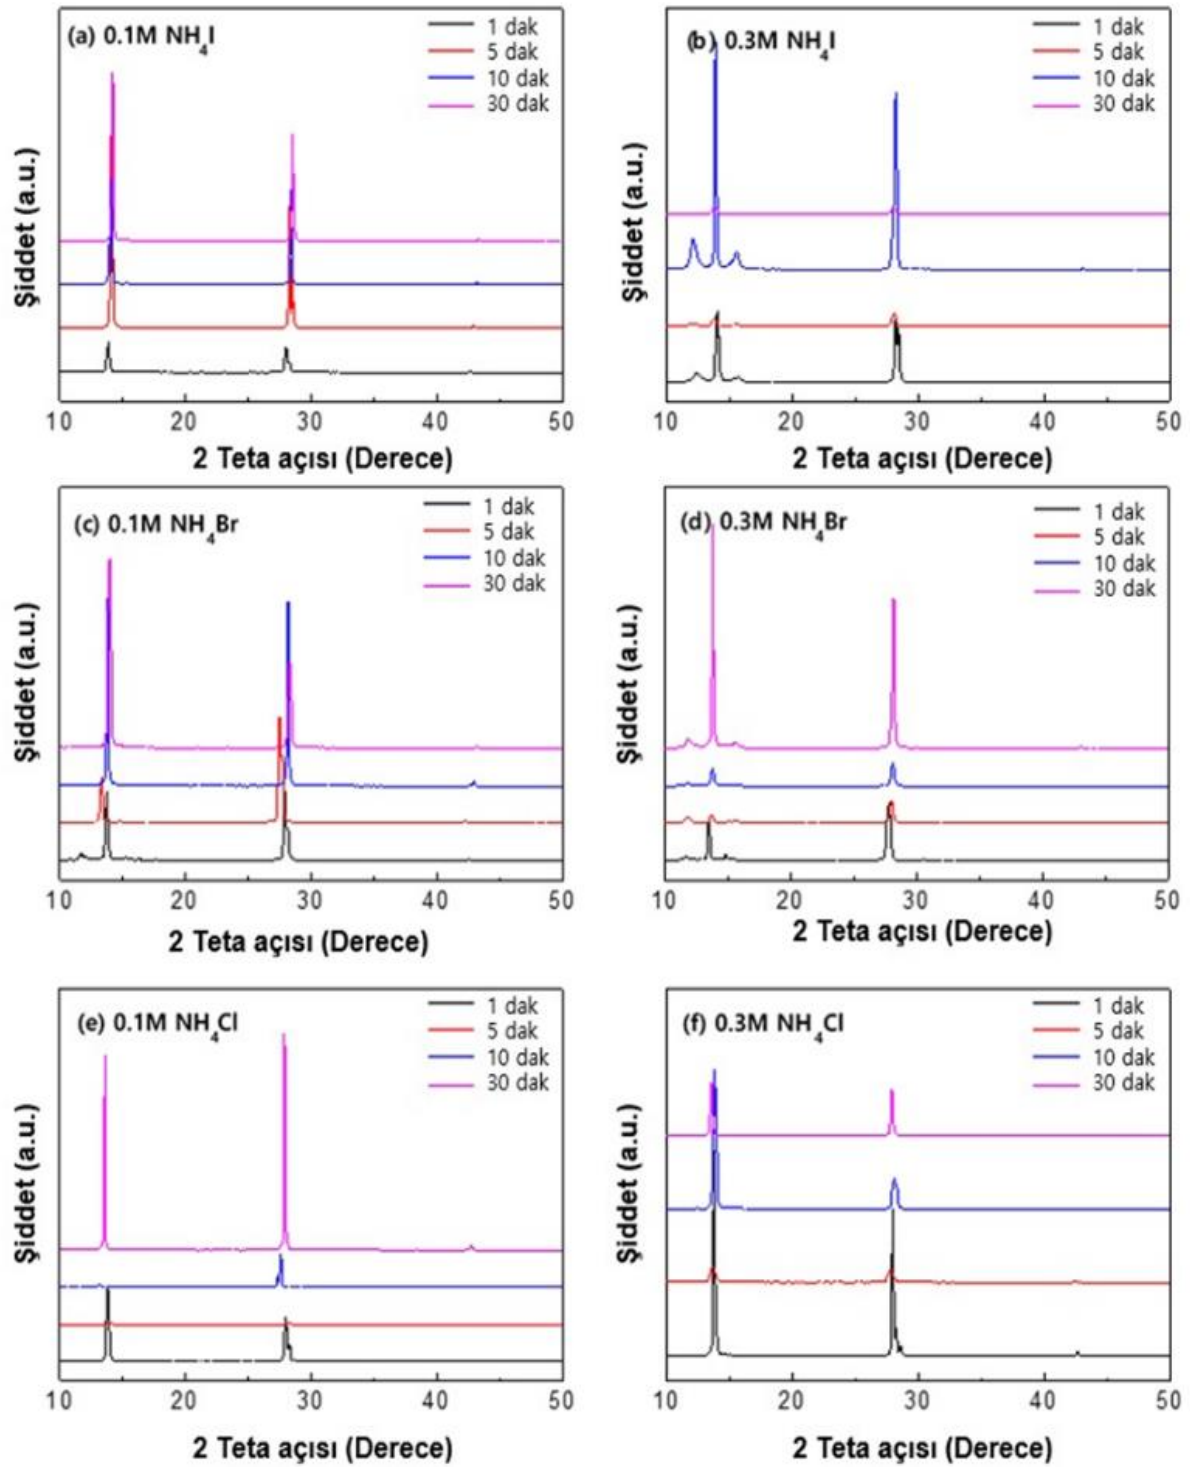 (a) 0.1M NH4I
1 dak
5 dak
10 dak
30 dak
Şiddet (a.u.)
10 20 30 40 50
2 Teta açısı (Derece)
(b) 0.3M NH4I
1 dak
5 dak
10 dak
30 dak
Şiddet (a.u.)
10 20 30 40 50
2 Teta açısı (Derece)
(c) 0.1M NH4Br
1 dak
5 dak
10 dak
30 dak
Şiddet (a.u.)
10 20 30 40 50
2 Teta açısı (Derece)
(d) 0.3M NH4Br
1 dak
5 dak
10 dak
30 dak
Şiddet (a.u.)
10 20 30 40 50
2 Teta açısı (Derece)
(e) 0.1M NH4Cl
1 dak
5 dak
10 dak
30 dak
Şiddet (a.u.)
10 20 30 40 50
2 Teta açısı (Derece)
(f) 0.3M NH4Cl
1 dak
5 dak
10 dak
30 dak
Şiddet (a.u.)
10 20 30 40 50
2 Teta açısı (Derece)